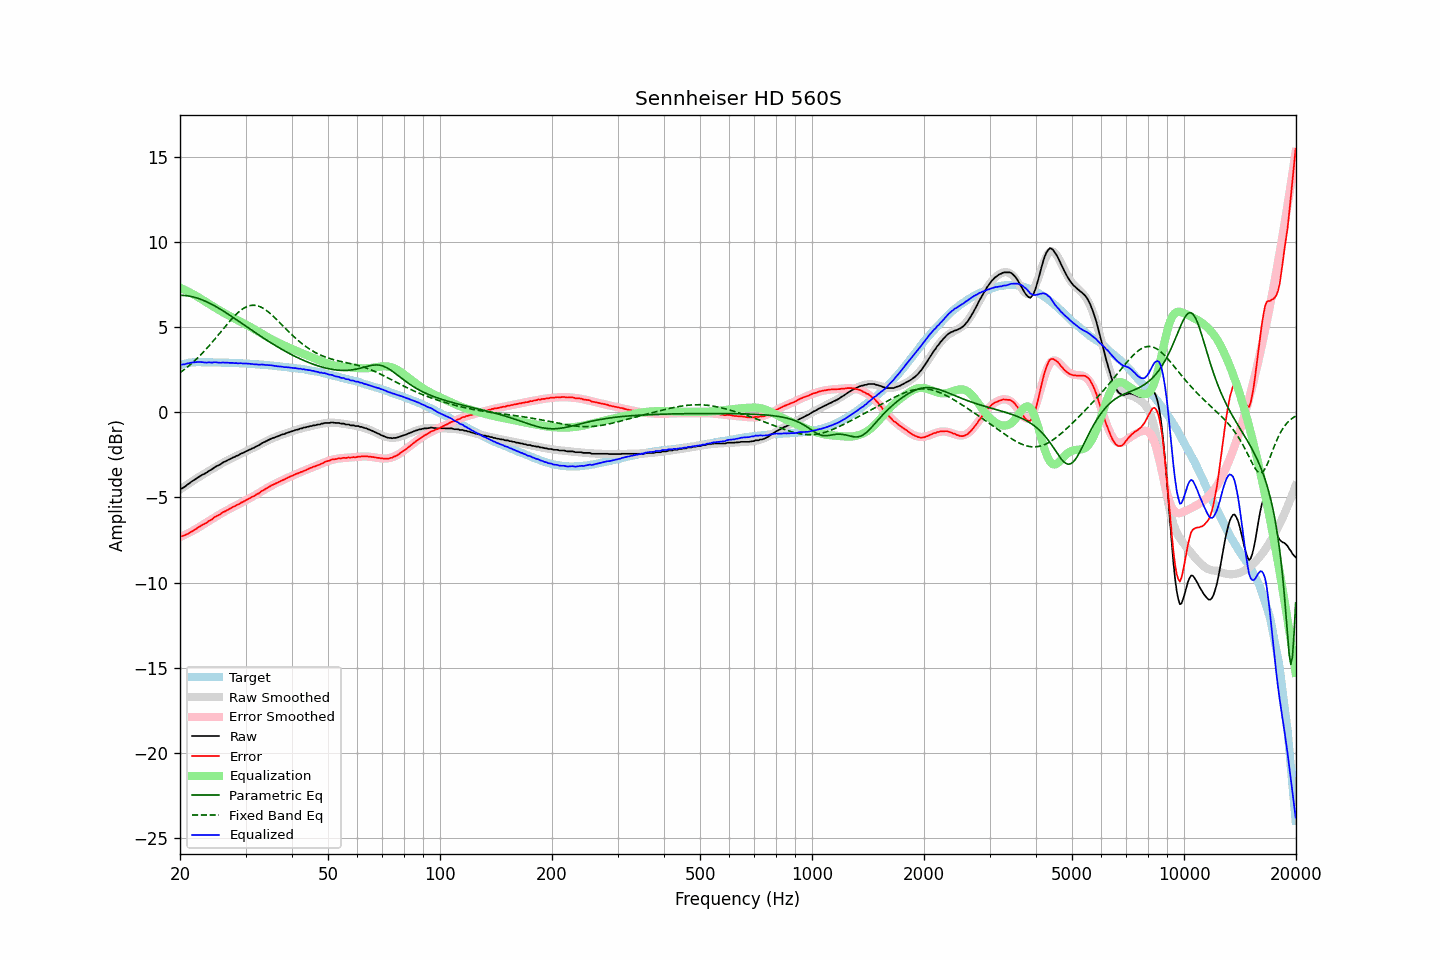 Sennheiser HD 560S
Amplitude (dBr)
15
10
5
0
−5
−10
−15
−20
−25
Target
Raw Smoothed
Error Smoothed
Raw
Error
Equalization
Parametric Eq
Fixed Band Eq
Equalized
20 50 100 200 500 1000 2000 5000 10000 20000
Frequency (Hz)